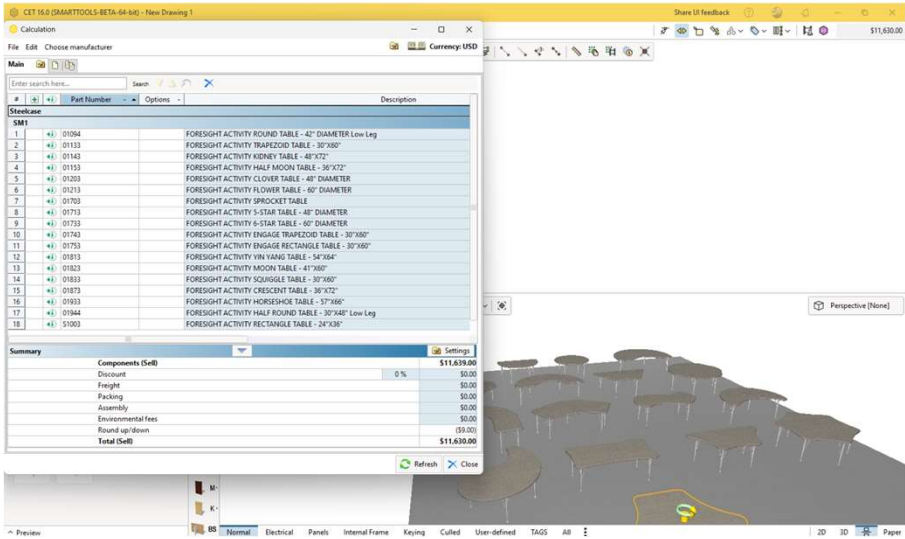 CET 16.0 (SMARTTOOLS-BETA-64-bit) - New Drawing 1
Share UI feedback
Calculation
$11,630.00
File Edit Choose manufacturer
Currency: USD
Main
Enter search here...
Search
# Part Number Options Description
Steelcase
SM1
1 01094 FORESIGHT ACTIVITY ROUND TABLE - 42" DIAMETER Low Leg
2 01133 FORESIGHT ACTIVITY TRAPEZOID TABLE - 30"X60"
3 01143 FORESIGHT ACTIVITY KIDNEY TABLE - 48"X72"
4 01153 FORESIGHT ACTIVITY HALF MOON TABLE - 36"X72"
5 01203 FORESIGHT ACTIVITY CLOVER TABLE - 48" DIAMETER
6 01213 FORESIGHT ACTIVITY FLOWER TABLE - 60" DIAMETER
7 01703 FORESIGHT ACTIVITY SPROCKET TABLE
8 01713 FORESIGHT ACTIVITY 5-STAR TABLE - 48" DIAMETER
9 01733 FORESIGHT ACTIVITY 6-STAR TABLE - 60" DIAMETER
10 01743 FORESIGHT ACTIVITY ENGAGE TRAPEZOID TABLE - 30"X60"
11 01753 FORESIGHT ACTIVITY ENGAGE RECTANGLE TABLE - 30"X60"
12 01813 FORESIGHT ACTIVITY YIN YANG TABLE - 54"X64"
13 01823 FORESIGHT ACTIVITY MOON TABLE - 41"X60"
14 01833 FORESIGHT ACTIVITY SQUIGGLE TABLE - 30"X60"
15 01873 FORESIGHT ACTIVITY CRESCENT TABLE - 36"X72"
16 01933 FORESIGHT ACTIVITY HORSESHOE TABLE - 57"X66"
17 01944 FORESIGHT ACTIVITY HALF ROUND TABLE - 30"X48" Low Leg
18 51003 FORESIGHT ACTIVITY RECTANGLE TABLE - 24"X36"
Perspective [None]
Summary Settings
Components (Sell) $11,639.00
Discount 0 % $0.00
Freight $0.00
Packing $0.00
Assembly $0.00
Environmental fees $0.00
Round up/down ($9.00)
Total (Sell) $11,630.00
Refresh Close
M
K
BS
Preview
Normal Electrical Panels Internal Frame Keying Culled User-defined TAGS All
2D 3D Paper